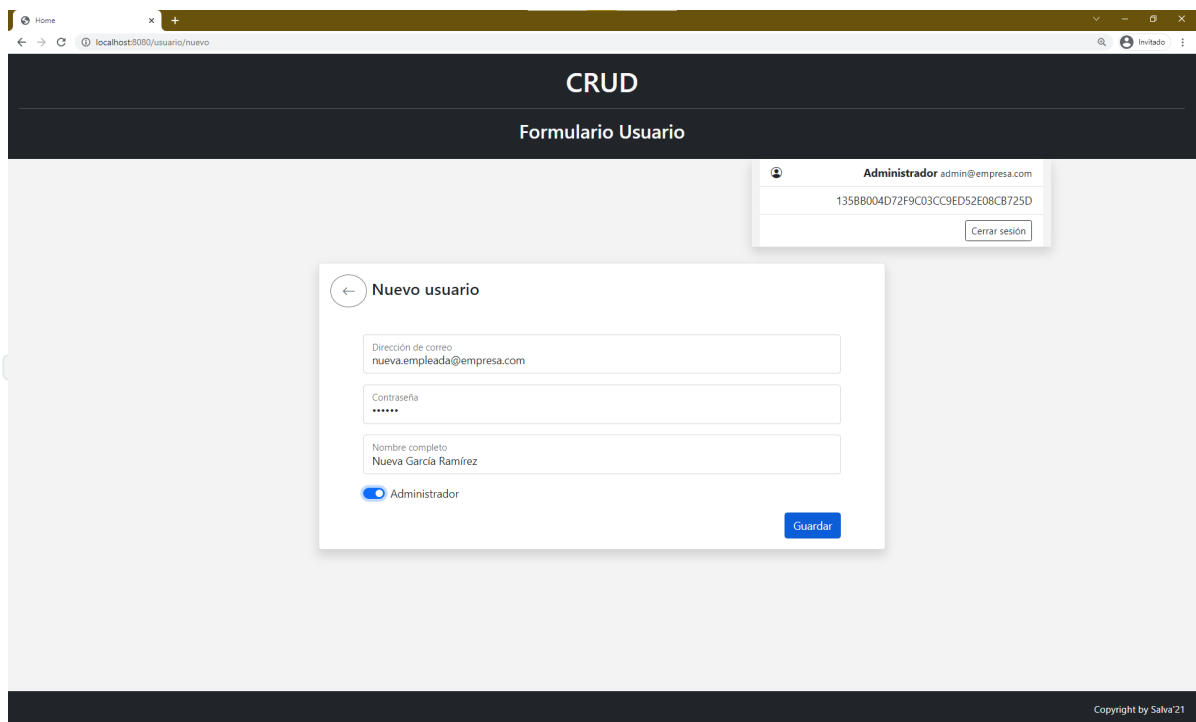 Home
localhost:8080/usuario/nuevo
Invitado
CRUD
Formulario Usuario
Administrador admin@empresa.com
135BB004D72F9C03CC9ED52E08CB725D
Cerrar sesión
Nuevo usuario
Dirección de correo
nueva.empleada@empresa.com
Contraseña
••••••
Nombre completo
Nueva García Ramírez
Administrador
Guardar
Copyright by Salva'21